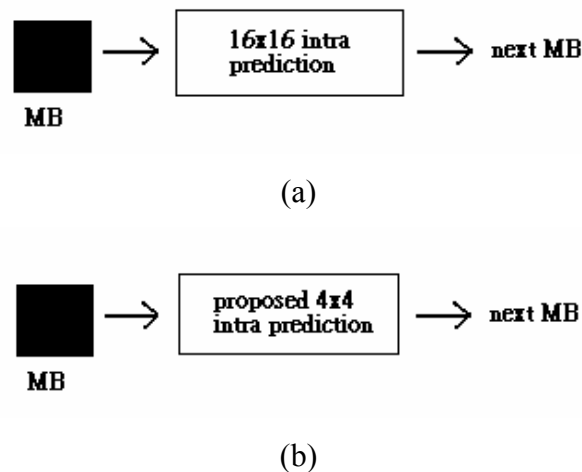 16x16 intra
prediction
next MB
MB
(a)
proposed 4x4
intra prediction
next MB
MB
(b)